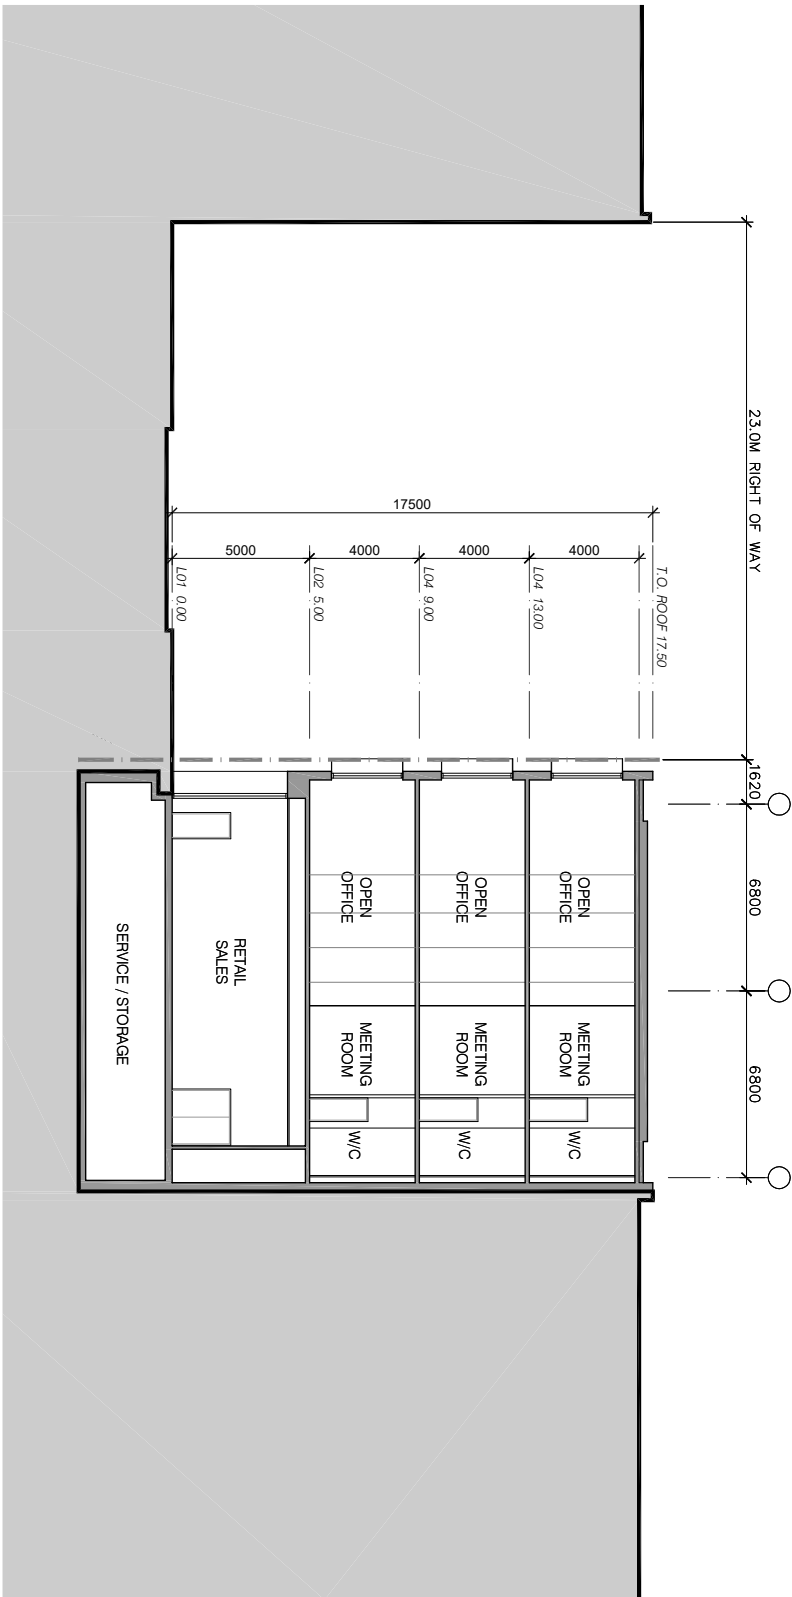 23.0M RIGHT OF WAY
1620
6800
6800
17500
5000
4000
4000
4000
T.O. ROOF 17.50
L04 13.00
L04 9.00
L02 5.00
L01 0.00
OPEN
OFFICE
MEETING
ROOM
W/C
OPEN
OFFICE
MEETING
ROOM
W/C
OPEN
OFFICE
MEETING
ROOM
W/C
RETAIL
SALES
SERVICE / STORAGE